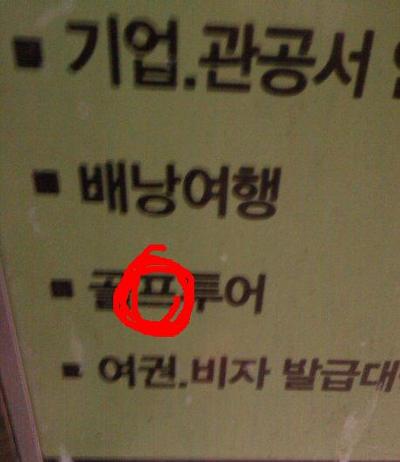 ■ 기업.관공서
■ 배낭여행
■ 골프투어
■ 여권.비자 발급대